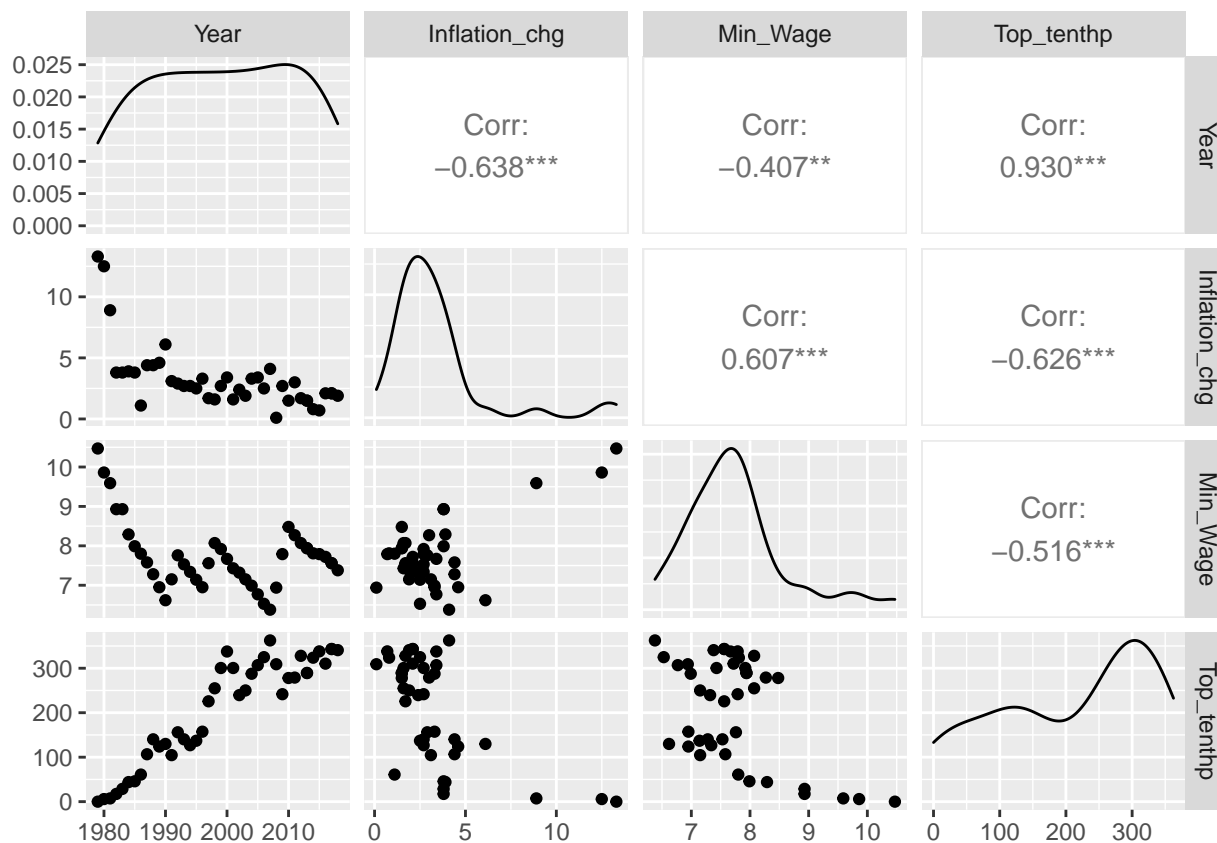 Year Inflation_chg Min_Wage Top_tenthp
0.025
0.020
0.015
0.010
0.005
0.000
Corr:
−0.638***
Corr:
−0.407**
Corr:
0.930***
Year
10
5
0
Corr:
0.607***
Corr:
−0.626***
Inflation_chg
10
9
8
7
Corr:
−0.516***
Min_Wage
300
200
100
0
Top_tenthp
1980 1990 2000 2010 0 5 10 7 8 9 10 0 100 200 300